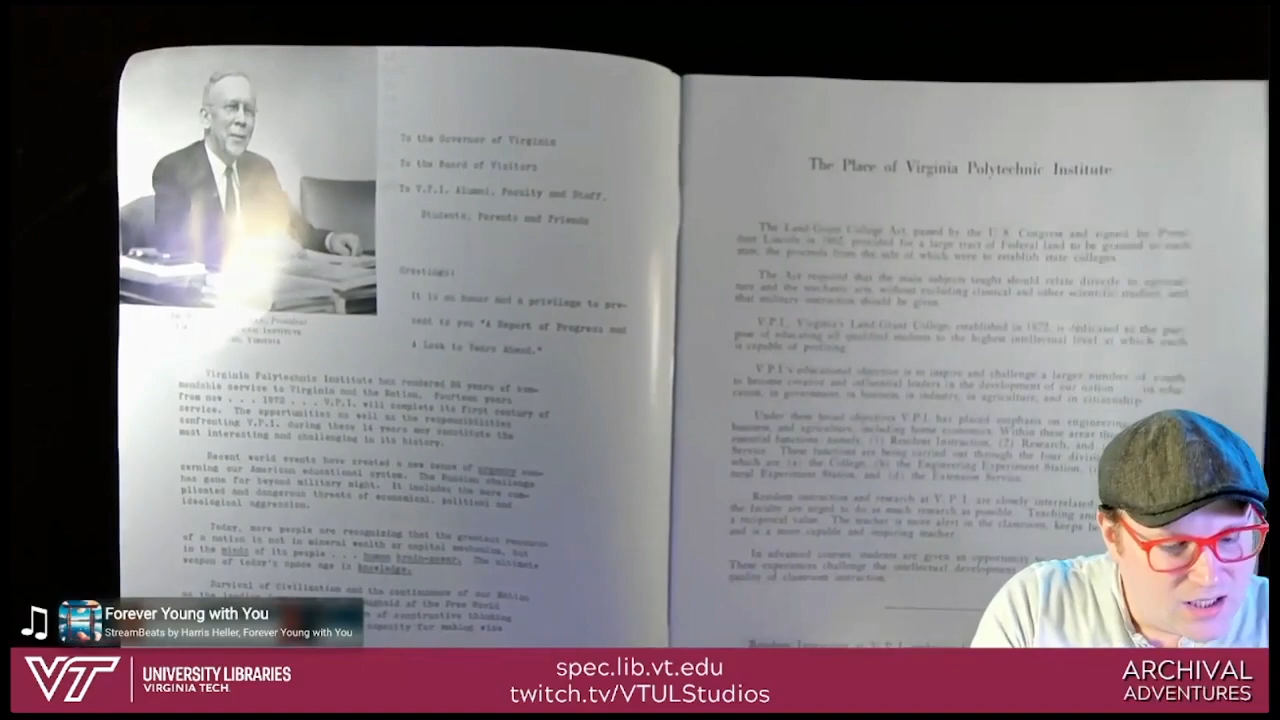 To the Governor of Virginia
To the Board of Visitors
To V.P.I. Alumni, Faculty and Staff,
Students, Parents and Friends
Greetings:
It is an honor and a privilege to pre-
sent to you "A Report of Progress and
A Look to Years Ahead."
President
INSTITUTE
VIRGINIA
Virginia Polytechnic Institute has rendered 86 years of com-
mendable service to Virginia and the Nation. Fourteen years
from now . . . 1972 . . . V.P.I. will complete its first century of
service. The opportunities as well as the responsibilities
confronting V.P.I. during these 14 years may constitute the
most interesting and challenging in its history.
Recent world events have created a new sense of urgency con-
cerning our American educational system. The Russian challenge
has gone far beyond military might. It includes the more com-
plicated and dangerous threats of economical, political and
ideological aggression.
Today, more people are recognizing that the greatest resource
of a nation is not in mineral wealth or capital mechanism, but
in the minds of its people . . . human brain-power. The ultimate
weapon of today's space age is knowledge.
Survival of Civilization and the continuance of our Nation
of the Free World
of constructive thinking
capacity for making wise
The Place of Virginia Polytechnic Institute
The Land-Grant College Act, passed by the U. S. Congress and signed by Presi-
dent Lincoln in 1862, provided for a large tract of Federal land to be granted to each
state, the proceeds from the sale of which were to establish state colleges.
The Act required that the main subjects taught should relate directly to agricul-
ture and the mechanic arts, without excluding classical and other scientific studies, and
that military instruction should be given.
V.P.I., Virginia's Land-Grant College, established in 1872, is dedicated to the pur-
pose of educating all qualified students to the highest intellectual level at which each
is capable of profiting.
V.P.I.'s educational objective is to inspire and challenge a larger number of youth
to become creative and influential leaders in the development of our nation in edu-
cation, in government, in business, in industry, in agriculture, and in citizenship.
Under these broad objectives V.P.I. has placed emphasis on engineering,
business, and agriculture, including home economics. Within these areas
essential functions, namely, (1) Resident Instruction, (2) Research, and
Service. These functions are being carried out through the four
which are (a) the College, (b) the Engineering Experiment Station,
tural Experiment Station, and (d) the Extension Service.
Resident instruction and research at V. P. I. are closely interrelated
the faculty are urged to do as much research as possible. Teaching and
a reciprocal value. The teacher is more alert in the classroom, keeps
and is a more capable and inspiring teacher.
In advanced courses students are given an opportunity
These experiences challenge the intellectual development
quality of classroom instruction.
Forever Young with You
StreamBeats by Harris Heller, Forever Young with You
VT
UNIVERSITY LIBRARIES
VIRGINIA TECH.
spec.lib.vt.edu
twitch.tv/VTULStudios
ARCHIVAL
ADVENTURES